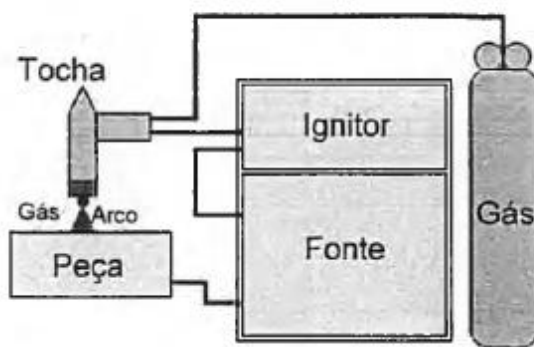 Tocha
Ignitor
Gás Arco
Gás
Peça
Fonte